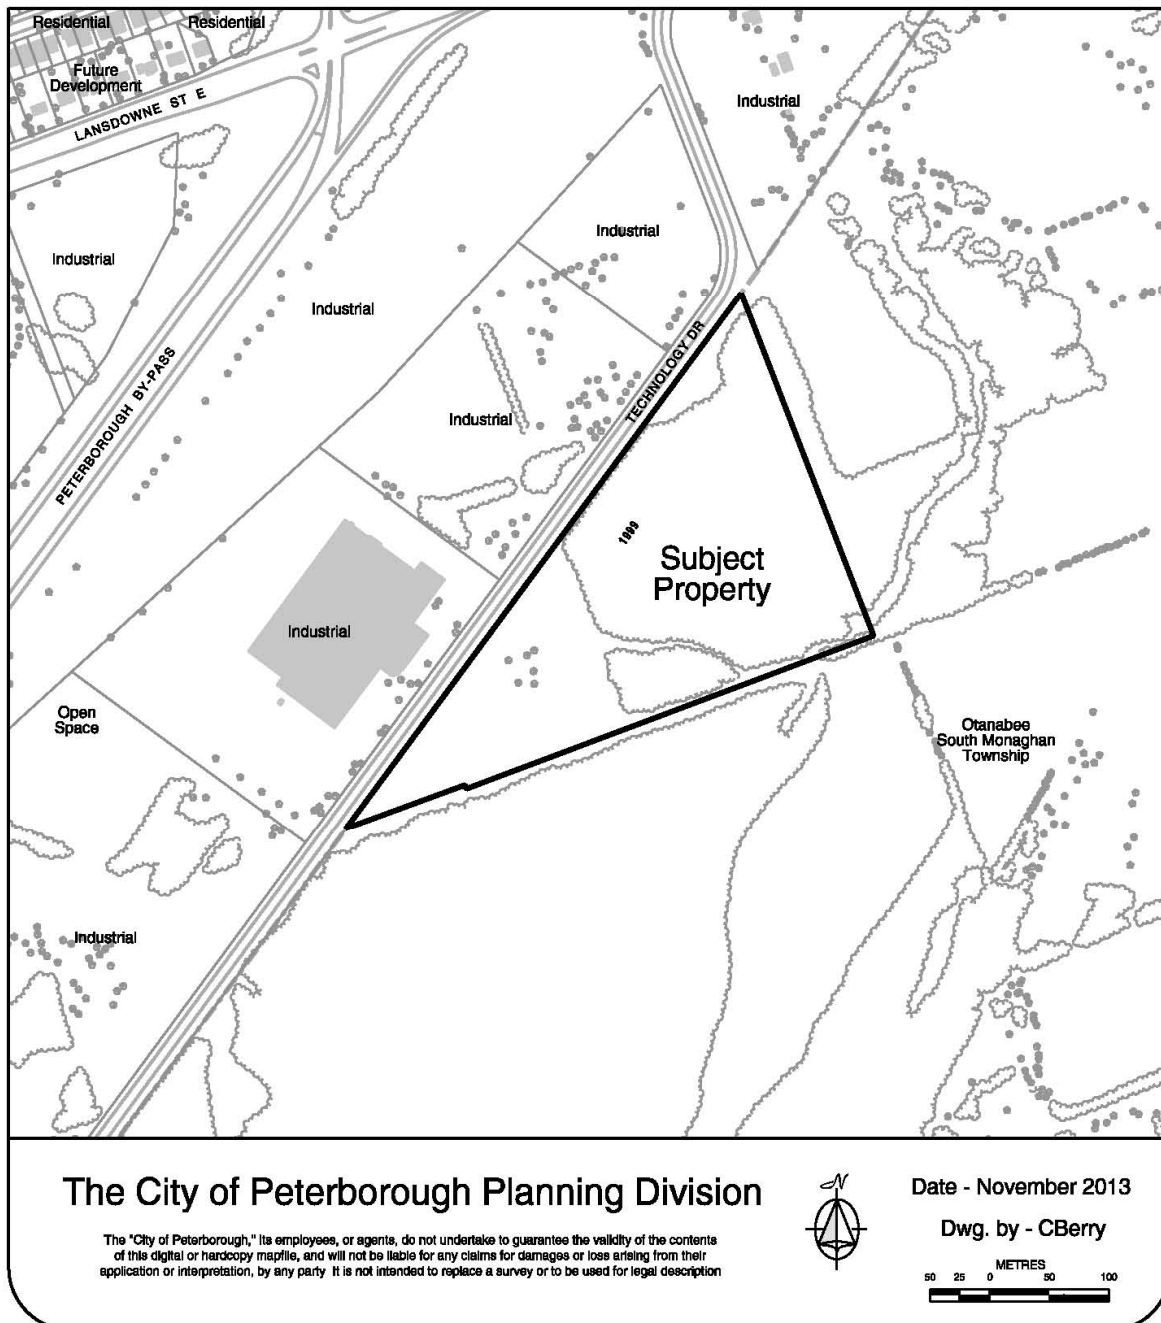 Residential
Residential
Future
Development
LANSDOWNE ST E
Industrial
Industrial
Industrial
Industrial
PETERBOROUGH BY-PASS
TECHNOLOGY DR
Industrial
1999
Subject
Property
Industrial
Open
Space
Otanabee
South Monaghan
Township
Industrial
The City of Peterborough Planning Division
The "City of Peterborough," its employees, or agents, do not undertake to guarantee the validity of the contents
of this digital or hardcopy mapfile, and will not be liable for any claims for damages or loss arising from their
application or interpretation, by any party It is not intended to replace a survey or to be used for legal description
N
Date - November 2013
Dwg. by - CBerry
METRES
50 25 0 50 100